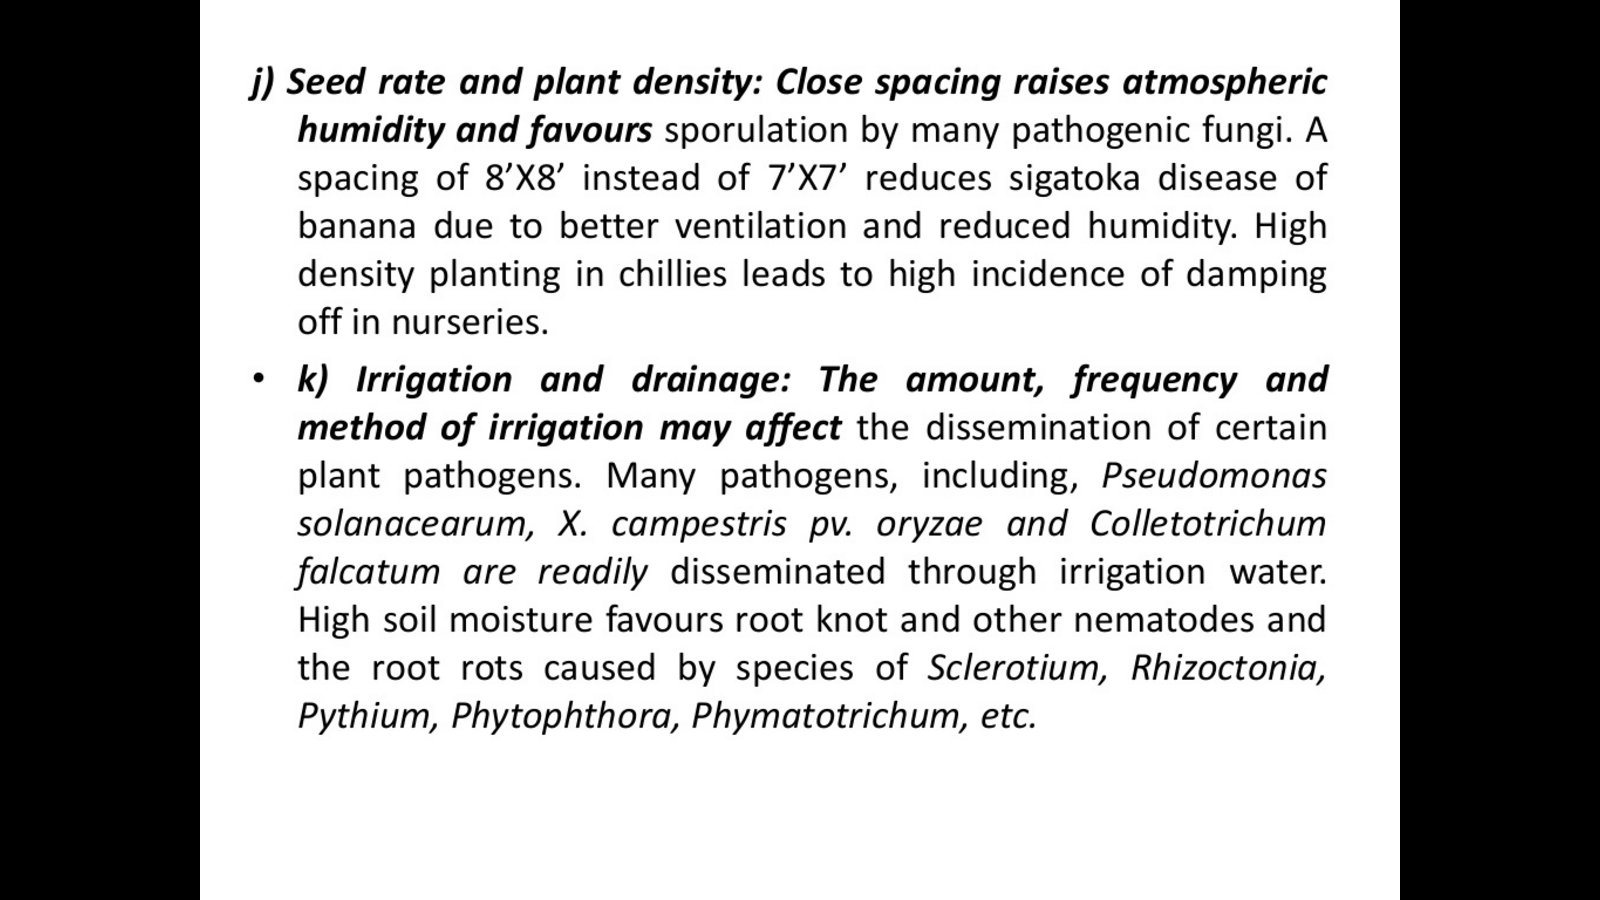 j) Seed rate and plant density: Close spacing raises atmospheric
humidity and favours sporulation by many pathogenic fungi. A
spacing of 8’X8’ instead of 7’X7’ reduces sigatoka disease of
banana due to better ventilation and reduced humidity. High
density planting in chillies leads to high incidence of damping
off in nurseries.
• k) Irrigation and drainage: The amount, frequency and
method of irrigation may affect the dissemination of certain
plant pathogens. Many pathogens, including, Pseudomonas
solanacearum, X. campestris pv. oryzae and Colletotrichum
falcatum are readily disseminated through irrigation water.
High soil moisture favours root knot and other nematodes and
the root rots caused by species of Sclerotium, Rhizoctonia,
Pythium, Phytophthora, Phymatotrichum, etc.